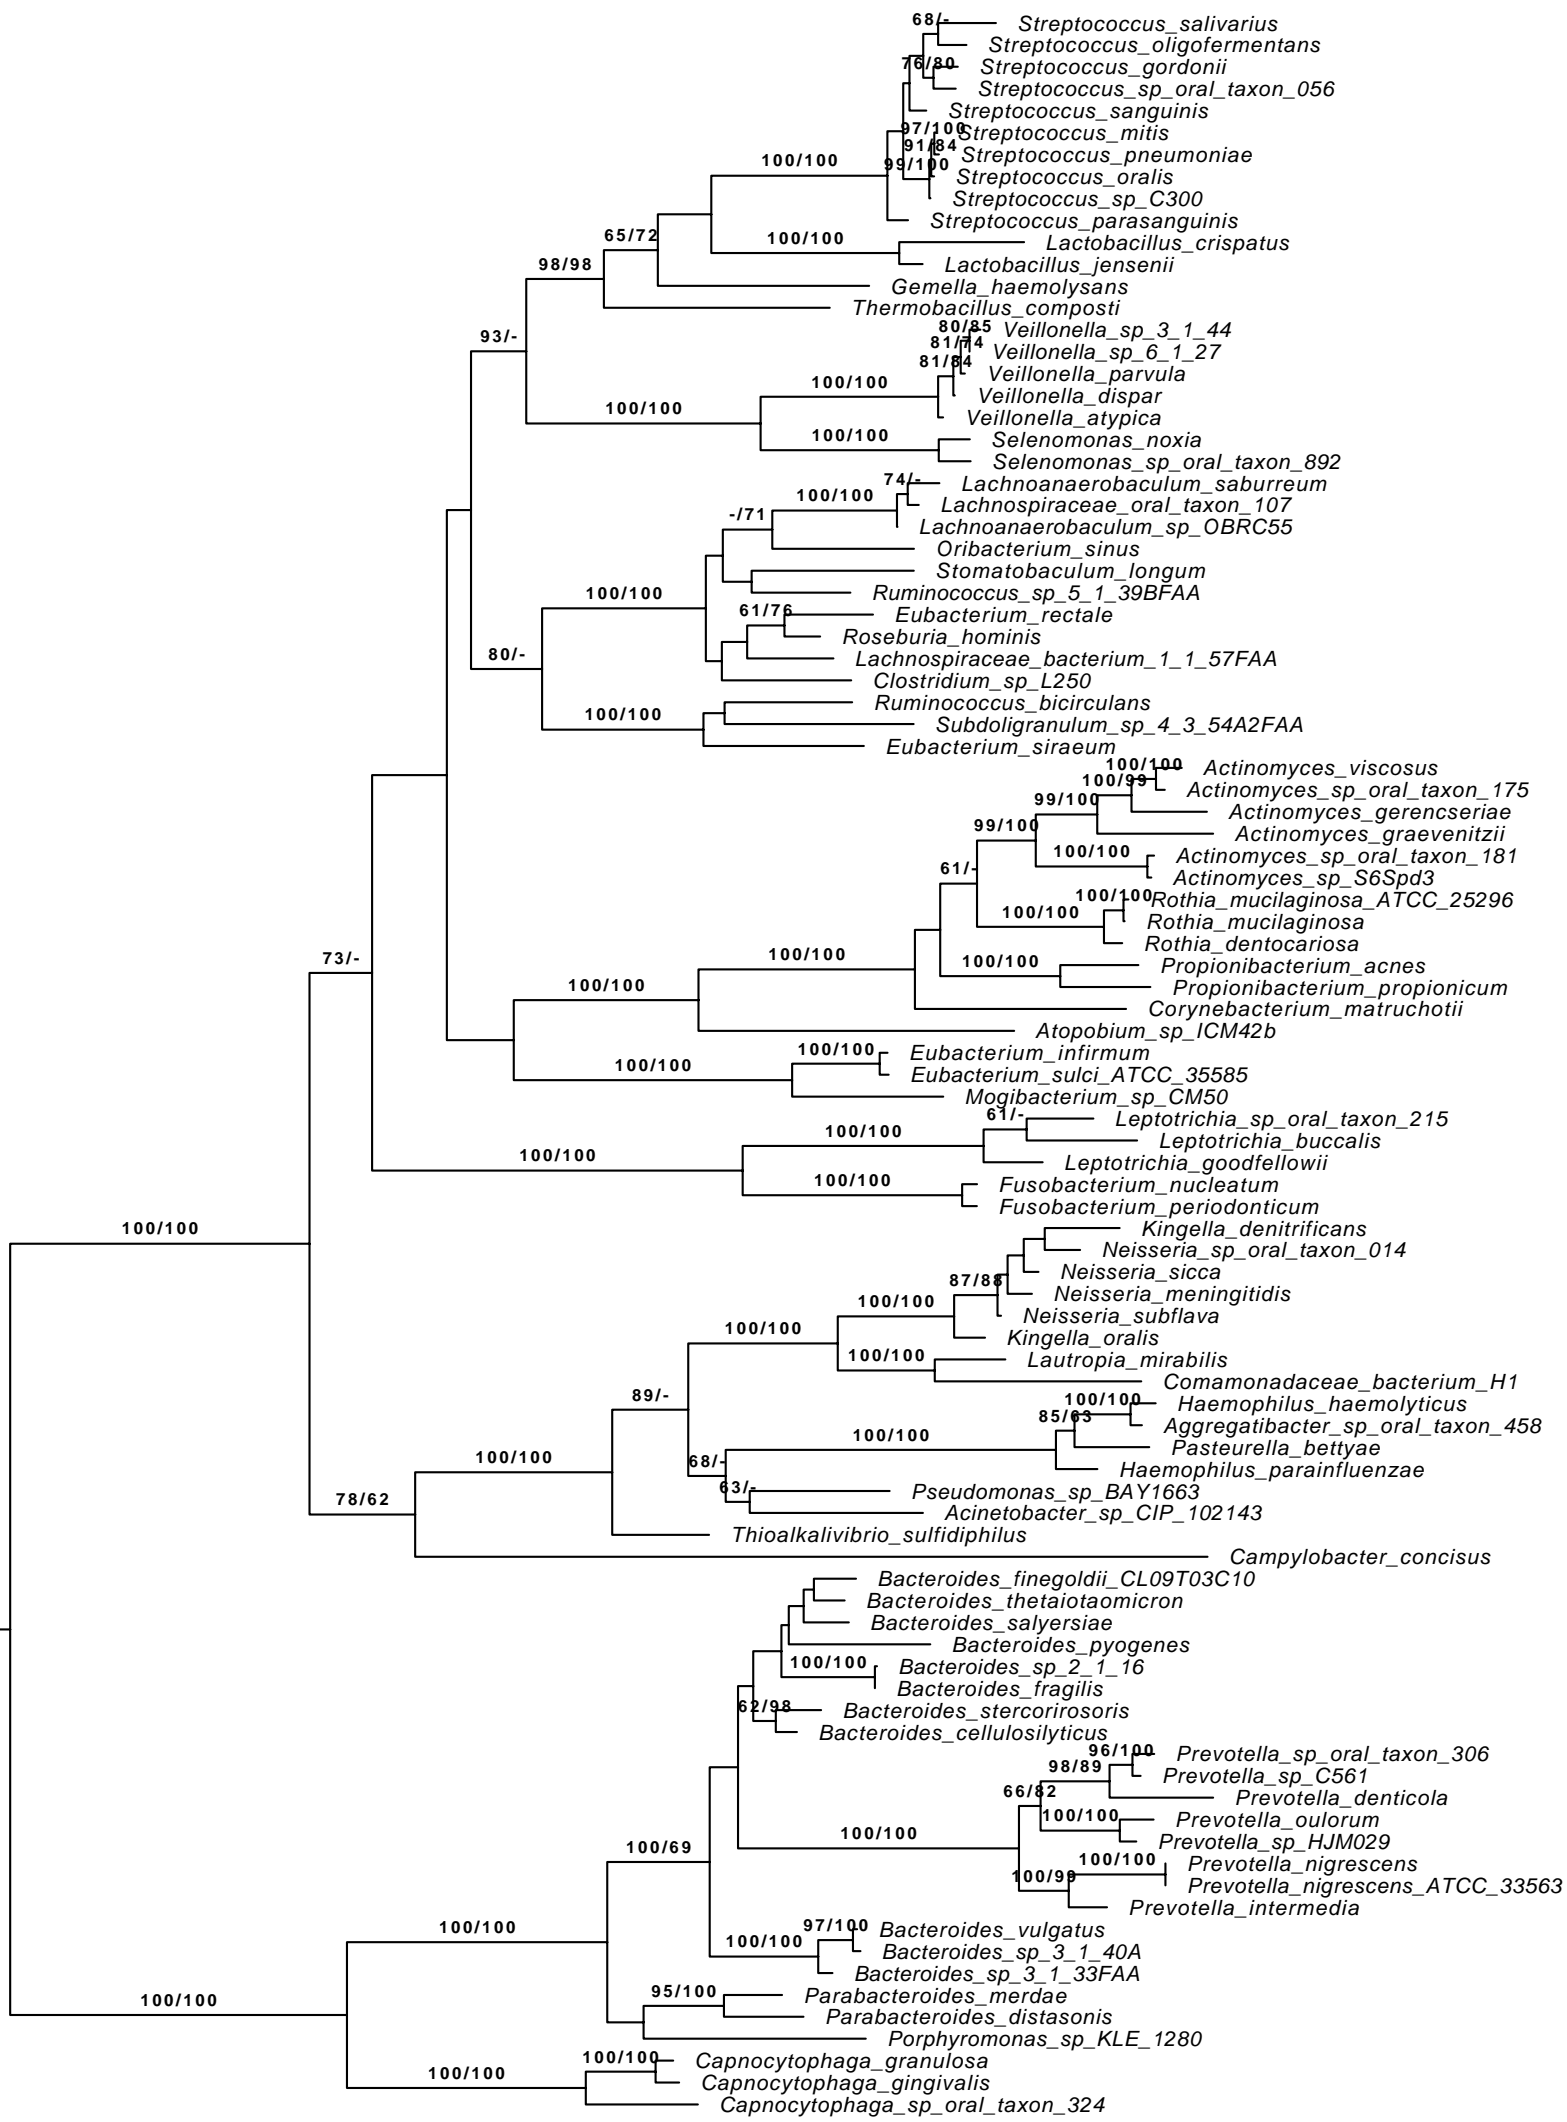 68/-
Streptococcus_salivarius
Streptococcus_oligofermentans
76/80
Streptococcus_gordonii
Streptococcus_sp_oral_taxon_056
Streptococcus_sanguinis
97/100
Streptococcus_mitis
91/84
Streptococcus_pneumoniae
100/100
99/100
Streptococcus_oralis
Streptococcus_sp_C300
Streptococcus_parasanguinis
65/72
100/100
Lactobacillus_crispatus
98/98
Lactobacillus_jensenii
Gemella_haemolysans
Thermobacillus_composti
80/85
Veillonella_sp_3_1_44
93/-
81/74
Veillonella_sp_6_1_27
81/84
Veillonella_parvula
100/100
Veillonella_dispar
100/100
Veillonella_atypica
100/100
Selenomonas_noxia
Selenomonas_sp_oral_taxon_892
74/-
Lachnoanaerobaculum_saburreum
100/100
Lachnospiraceae_oral_taxon_107
-/71
Lachnoanaerobaculum_sp_OBRC55
Oribacterium_sinus
Stomatobaculum_longum
100/100
Ruminococcus_sp_5_1_39BFAA
61/76
Eubacterium_rectale
Roseburia_hominis
80/-
Lachnospiraceae_bacterium_1_1_57FAA
Clostridium_sp_L250
Ruminococcus_bicirculans
100/100
Subdoligranulum_sp_4_3_54A2FAA
Eubacterium_siraeum
100/100
Actinomyces_viscosus
100/99
Actinomyces_sp_oral_taxon_175
99/100
Actinomyces_gerencseriae
99/100
Actinomyces_graevenitzii
100/100
Actinomyces_sp_oral_taxon_181
61/-
Actinomyces_sp_S6Spd3
100/100
Rothia_mucilaginosa_ATCC_25296
100/100
Rothia_mucilaginosa
Rothia_dentocariosa
73/-
100/100
100/100
Propionibacterium_acnes
100/100
Propionibacterium_propionicum
Corynebacterium_matruchotii
Atopobium_sp_ICM42b
100/100
Eubacterium_infirmum
100/100
Eubacterium_sulci_ATCC_35585
Mogibacterium_sp_CM50
61/-
Leptotrichia_sp_oral_taxon_215
100/100
Leptotrichia_buccalis
100/100
Leptotrichia_goodfellowii
100/100
Fusobacterium_nucleatum
Fusobacterium_periodonticum
100/100
Kingella_denitrificans
Neisseria_sp_oral_taxon_014
87/88
Neisseria_sicca
100/100
Neisseria_meningitidis
Neisseria_subflava
100/100
Kingella_oralis
100/100
Lautropia_mirabilis
Comamonadaceae_bacterium_H1
89/-
100/100
Haemophilus_haemolyticus
85/63
Aggregatibacter_sp_oral_taxon_458
100/100
Pasteurella_bettyae
100/100
68/-
Haemophilus_parainfluenzae
78/62
63/-
Pseudomonas_sp_BAY1663
Acinetobacter_sp_CIP_102143
Thioalkalivibrio_sulfidiphilus
Campylobacter_concisus
Bacteroides_finegoldii_CL09T03C10
Bacteroides_thetaiotaomicron
Bacteroides_salyersiae
Bacteroides_pyogenes
100/100
Bacteroides_sp_2_1_16
Bacteroides_fragilis
62/98
Bacteroides_stercorirosoris
Bacteroides_cellulosilyticus
96/100
Prevotella_sp_oral_taxon_306
98/89
Prevotella_sp_C561
66/82
Prevotella_denticola
100/100
100/100
Prevotella_oulorum
100/69
Prevotella_sp_HJM029
100/100
Prevotella_nigrescens
100/99
Prevotella_nigrescens_ATCC_33563
Prevotella_intermedia
100/100
97/100
Bacteroides_vulgatus
100/100
Bacteroides_sp_3_1_40A
Bacteroides_sp_3_1_33FAA
100/100
95/100
Parabacteroides_merdae
Parabacteroides_distasonis
Porphyromonas_sp_KLE_1280
100/100
100/100
Capnocytophaga_granulosa
Capnocytophaga_gingivalis
Capnocytophaga_sp_oral_taxon_324